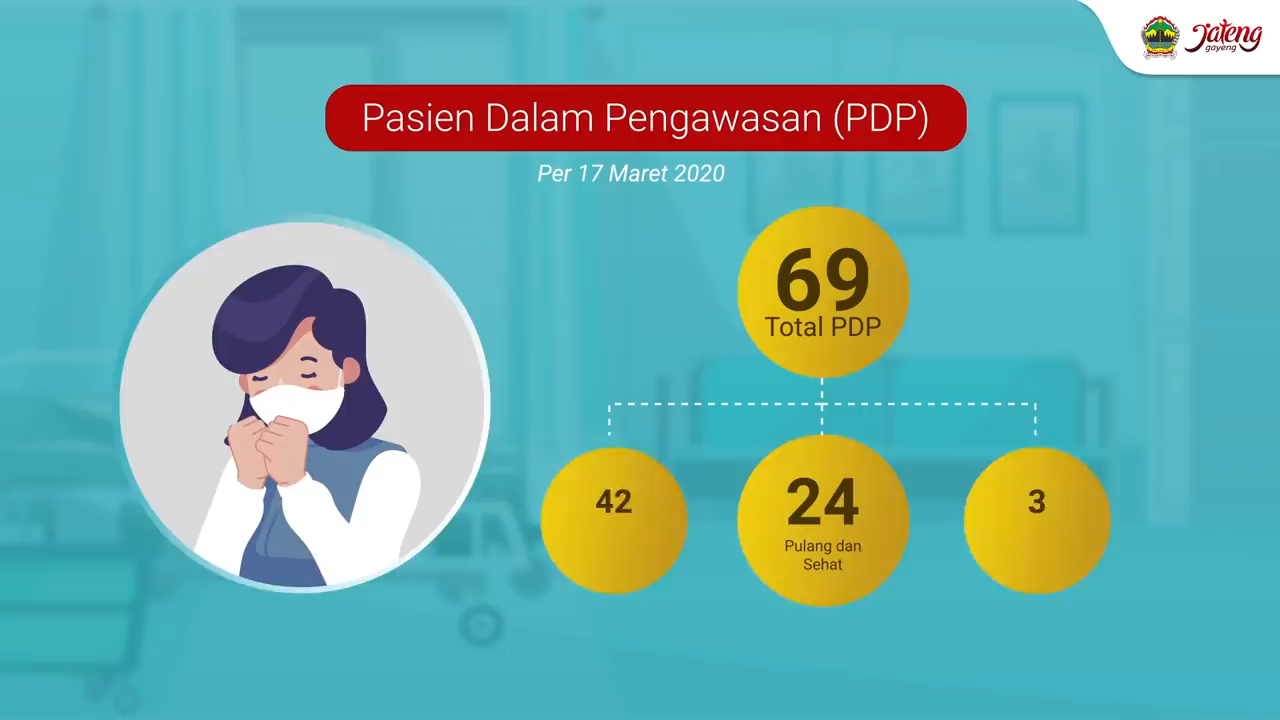 Jateng
gayeng
Pasien Dalam Pengawasan (PDP)
Per 17 Maret 2020
69
Total PDP
42
24
Pulang dan
Sehat
3